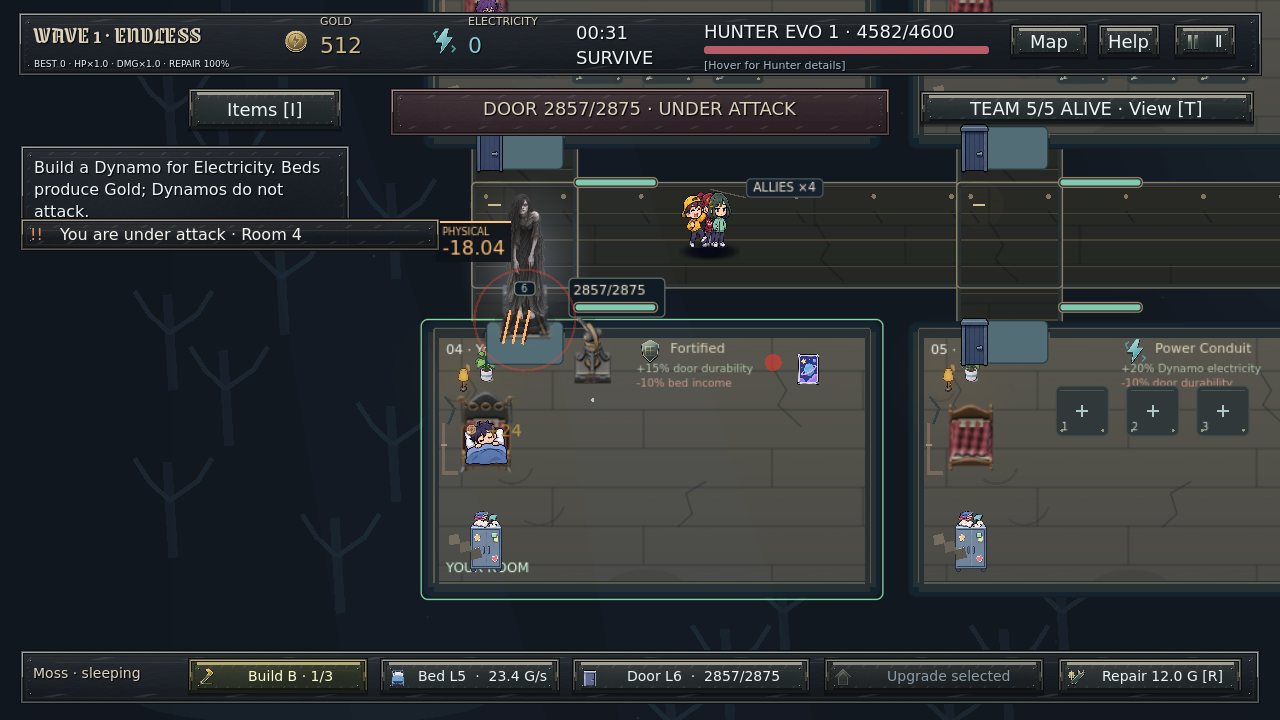 WAVE 1 · ENDLESS
BEST 0 · HP×1.0 · DMG×1.0 · REPAIR 100%
GOLD
512
ELECTRICITY
0
00:31
SURVIVE
HUNTER EVO 1 · 4582/4600
[Hover for Hunter details]
Map
Help
Items [I]
DOOR 2857/2875 · UNDER ATTACK
TEAM 5/5 ALIVE · View [T]
Build a Dynamo for Electricity. Beds
produce Gold; Dynamos do not
attack.
!! You are under attack · Room 4
PHYSICAL
-18.04
ALLIES ×4
6
2857/2875
04 ·
Fortified
+15% door durability
-10% bed income
24
YOUR ROOM
05 ·
Power Conduit
+20% Dynamo electricity
-10% door durability
+ + +
1 2 3
Moss · sleeping
Build B · 1/3
Bed L5 · 23.4 G/s
Door L6 · 2857/2875
Upgrade selected
Repair 12.0 G [R]